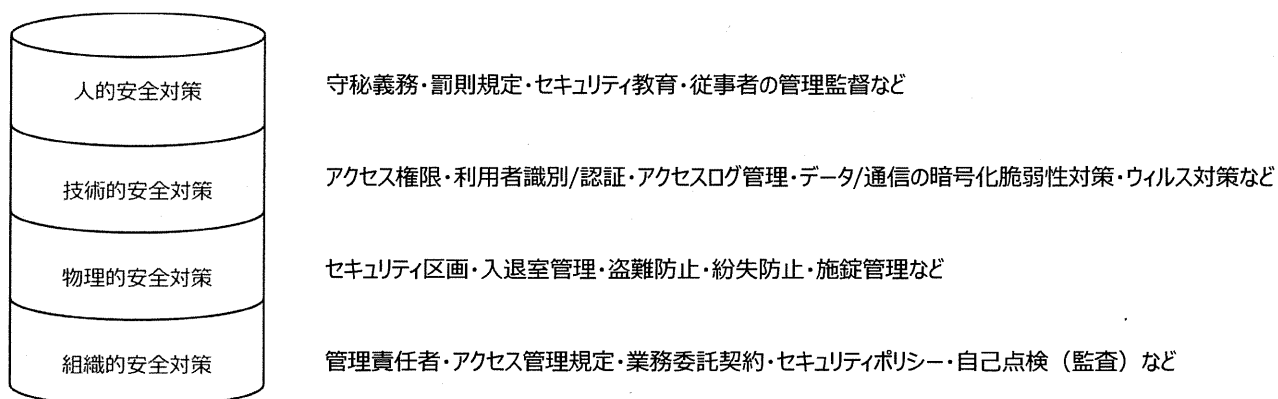 人的安全対策
守秘義務・罰則規定・セキュリティ教育・従事者の管理監督など
技術的安全対策
アクセス権限・利用者識別/認証・アクセスログ管理・データ/通信の暗号化脆弱性対策・ウィルス対策など
物理的安全対策
セキュリティ区画・入退室管理・盗難防止・紛失防止・施錠管理など
組織的安全対策
管理責任者・アクセス管理規定・業務委託契約・セキュリティポリシー・自己点検（監査）など